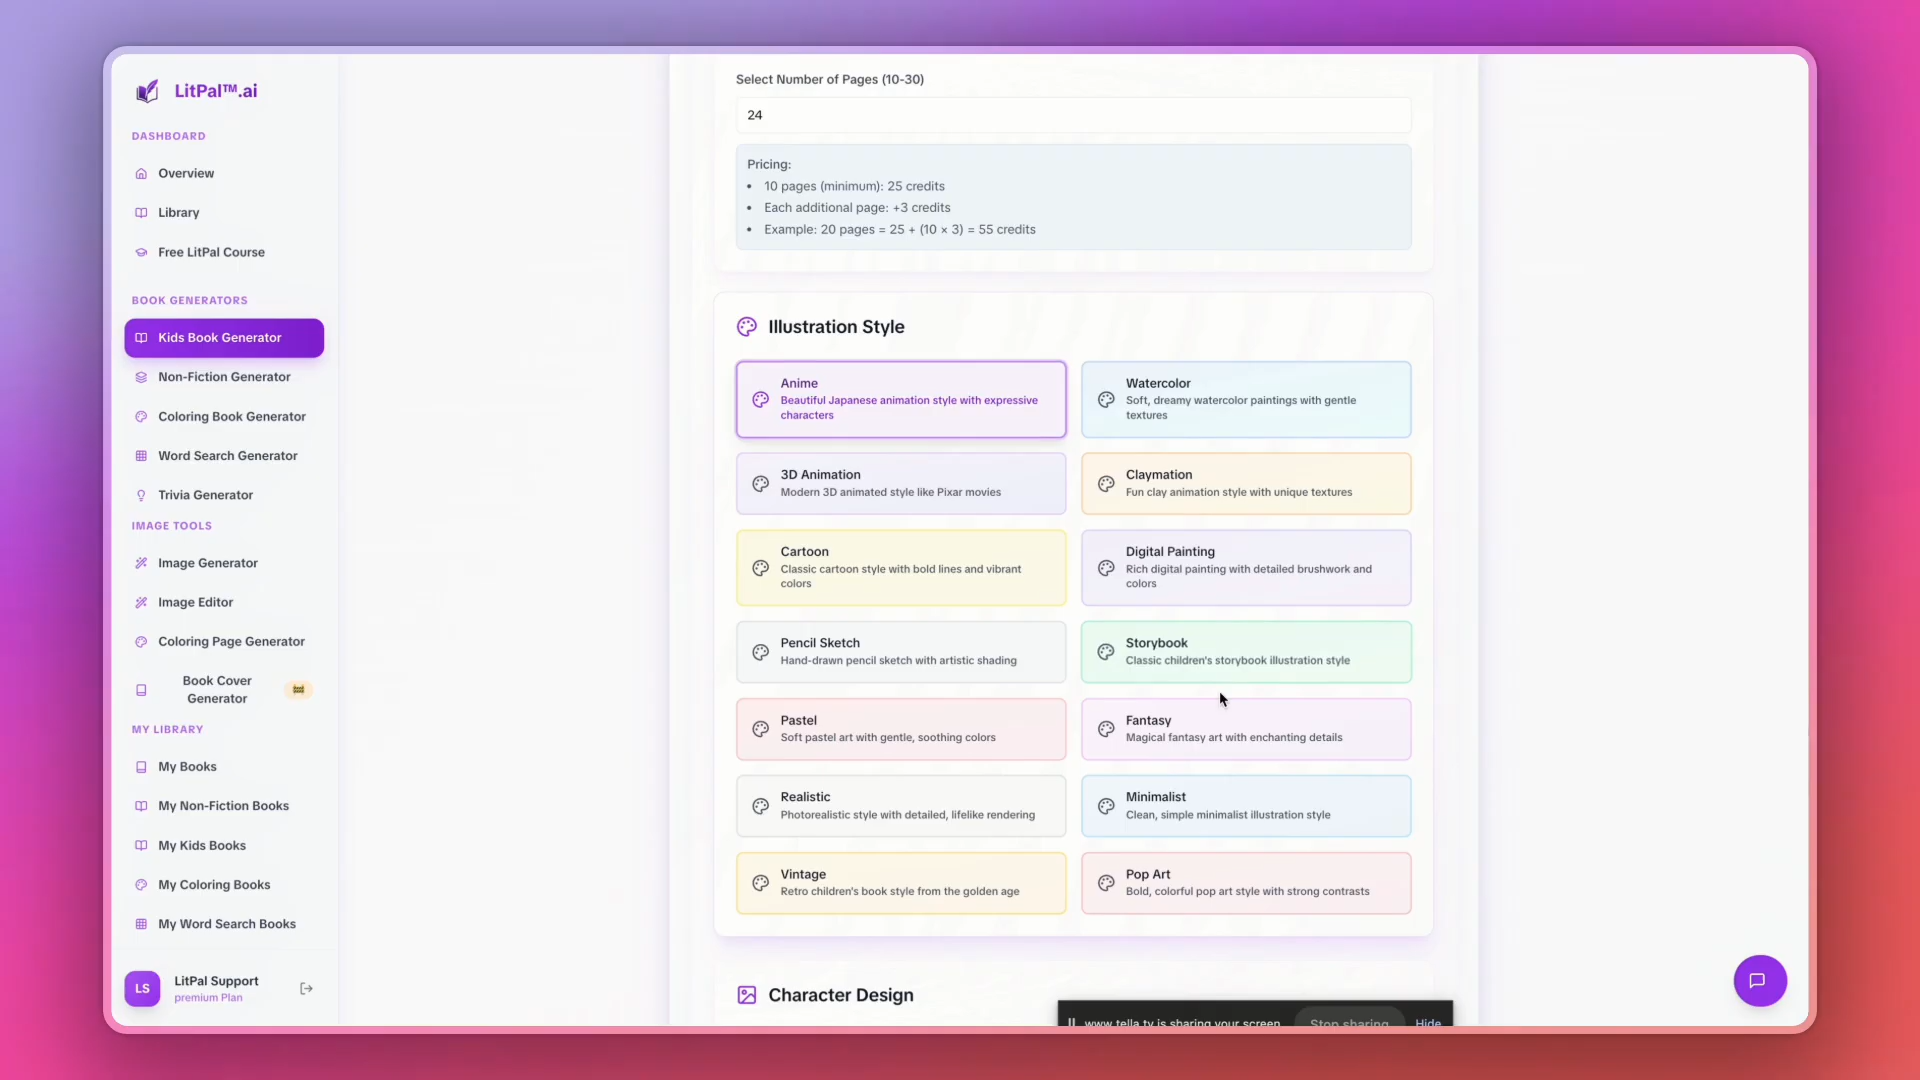 LitPal™.ai
DASHBOARD
Overview
Library
Free LitPal Course
BOOK GENERATORS
Kids Book Generator
Non-Fiction Generator
Coloring Book Generator
Word Search Generator
Trivia Generator
IMAGE TOOLS
Image Generator
Image Editor
Coloring Page Generator
Book Cover
Generator
MY LIBRARY
My Books
My Non-Fiction Books
My Kids Books
My Coloring Books
My Word Search Books
LS
LitPal Support
premium Plan
Select Number of Pages (10-30)
24
Pricing:
• 10 pages (minimum): 25 credits
• Each additional page: +3 credits
• Example: 20 pages = 25 + (10 × 3) = 55 credits
Illustration Style
Anime
Beautiful Japanese animation style with expressive
characters
Watercolor
Soft, dreamy watercolor paintings with gentle
textures
3D Animation
Modern 3D animated style like Pixar movies
Claymation
Fun clay animation style with unique textures
Cartoon
Classic cartoon style with bold lines and vibrant
colors
Digital Painting
Rich digital painting with detailed brushwork and
colors
Pencil Sketch
Hand-drawn pencil sketch with artistic shading
Storybook
Classic children's storybook illustration style
Pastel
Soft pastel art with gentle, soothing colors
Fantasy
Magical fantasy art with enchanting details
Realistic
Photorealistic style with detailed, lifelike rendering
Minimalist
Clean, simple minimalist illustration style
Vintage
Retro children's book style from the golden age
Pop Art
Bold, colorful pop art style with strong contrasts
Character Design
www.tella.tv is sharing your screen.
Stop sharing
Hide